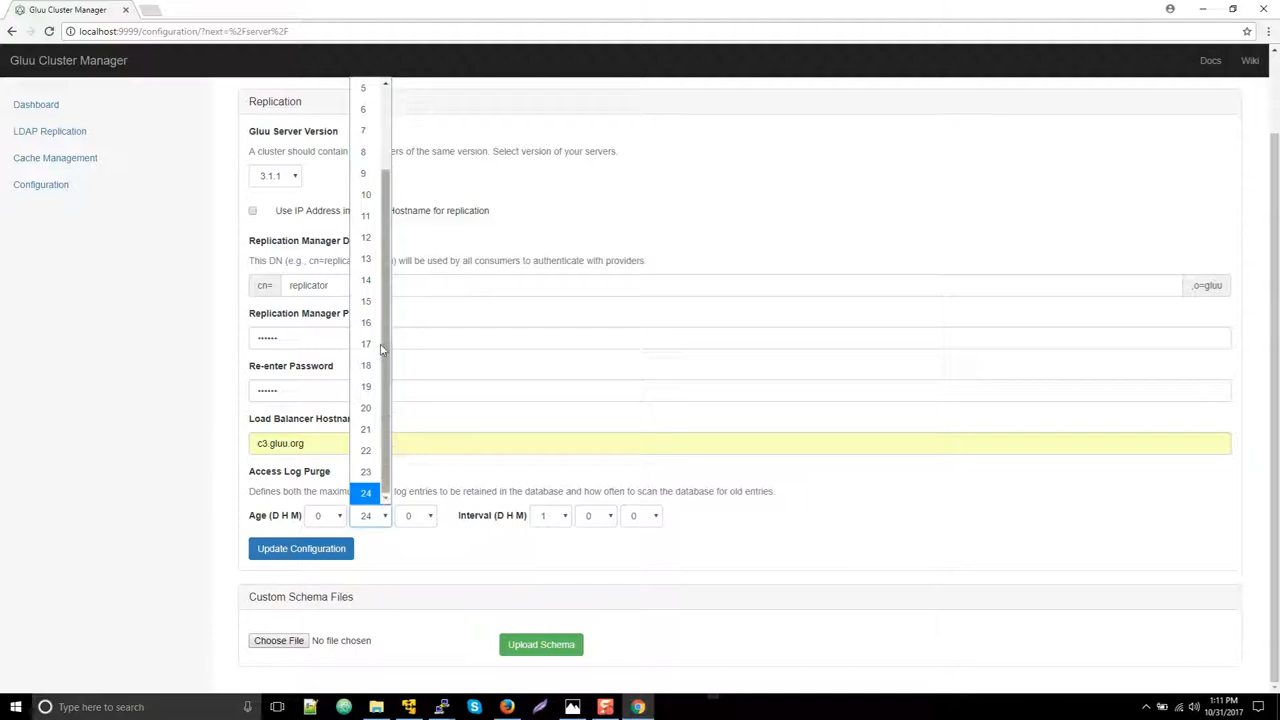 Gluu Cluster Manager
localhost:9999/configuration/?next=%2Fserver%2F
Gluu Cluster Manager
Docs
Wiki
Dashboard
LDAP Replication
Cache Management
Configuration
Replication
Gluu Server Version
A cluster should contain ers of the same version. Select version of your servers.
3.1.1
Use IP Address in Hostname for replication
Replication Manager D
This DN (e.g., cn=replica ) will be used by all consumers to authenticate with providers.
cn= replicator ,o=gluu
Replication Manager P
••••••
Re-enter Password
••••••
Load Balancer Hostna
c3.gluu.org
Access Log Purge
Defines both the maximu log entries to be retained in the database and how often to scan the database for old entries.
5
6
7
8
9
10
11
12
13
14
15
16
17
18
19
20
21
22
23
24
Age (D H M) 0 24 0 Interval (D H M) 1 0 0
Update Configuration
Custom Schema Files
Choose File No file chosen
Upload Schema
Type here to search
1:11 PM
10/31/2017